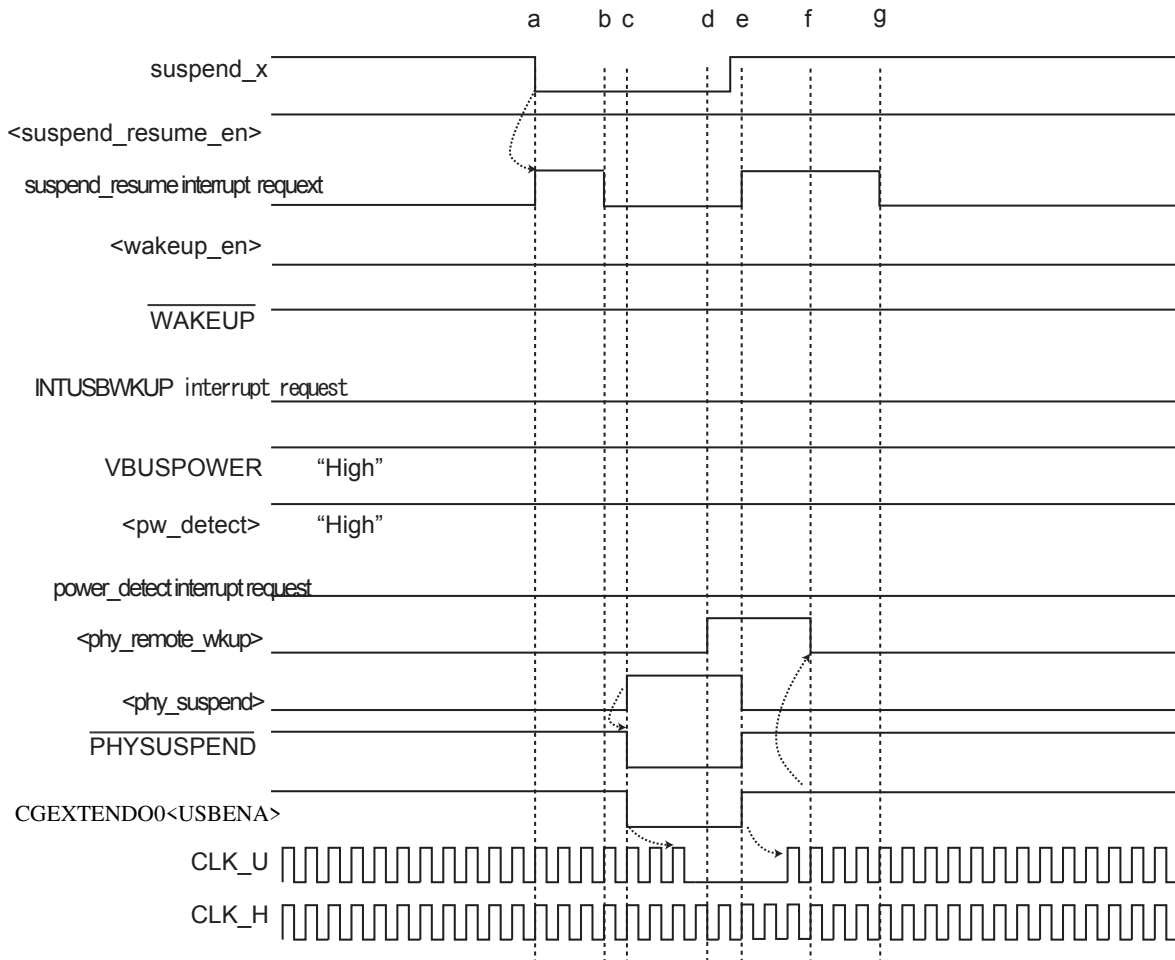 a b c d e f g
suspend_x
<suspend_resume_en>
suspend_resume interrupt requext
<wakeup_en>
WAKEUP
INTUSBWKUP interrupt request
VBUSPOWER “High”
<pw_detect> “High”
power_detect interrupt request
<phy_remote_wkup>
<phy_suspend>
PHYSUSPEND
CGEXTENDO0<USBENA>
CLK_U
CLK_H